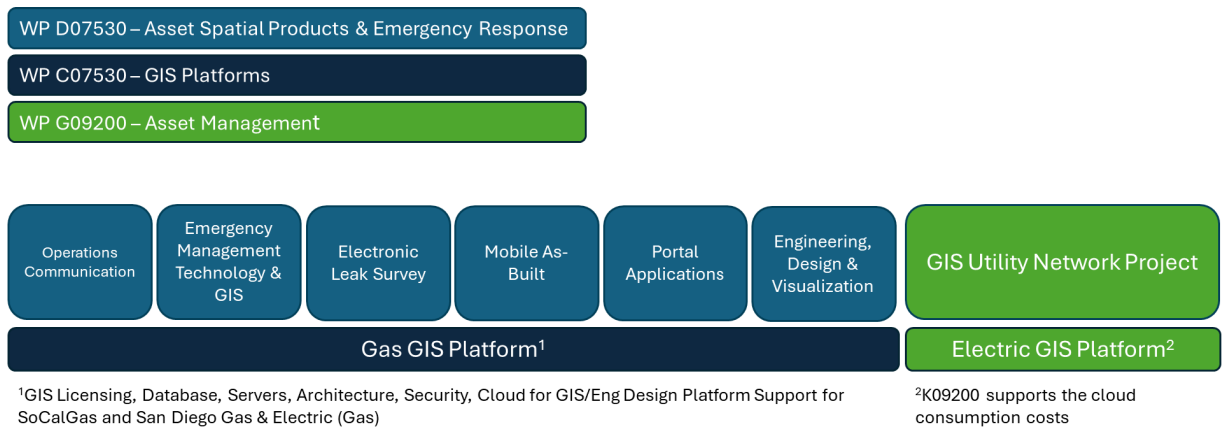 WP D07530 – Asset Spatial Products & Emergency Response
WP C07530 – GIS Platforms
WP G09200 – Asset Management
Operations
Communication
Emergency
Management
Technology &
GIS
Electronic
Leak Survey
Mobile As-
Built
Portal
Applications
Engineering,
Design &
Visualization
GIS Utility Network Project
Gas GIS Platform¹
Electric GIS Platform²
¹GIS Licensing, Database, Servers, Architecture, Security, Cloud for GIS/Eng Design Platform Support for
SoCalGas and San Diego Gas & Electric (Gas)
²K09200 supports the cloud
consumption costs